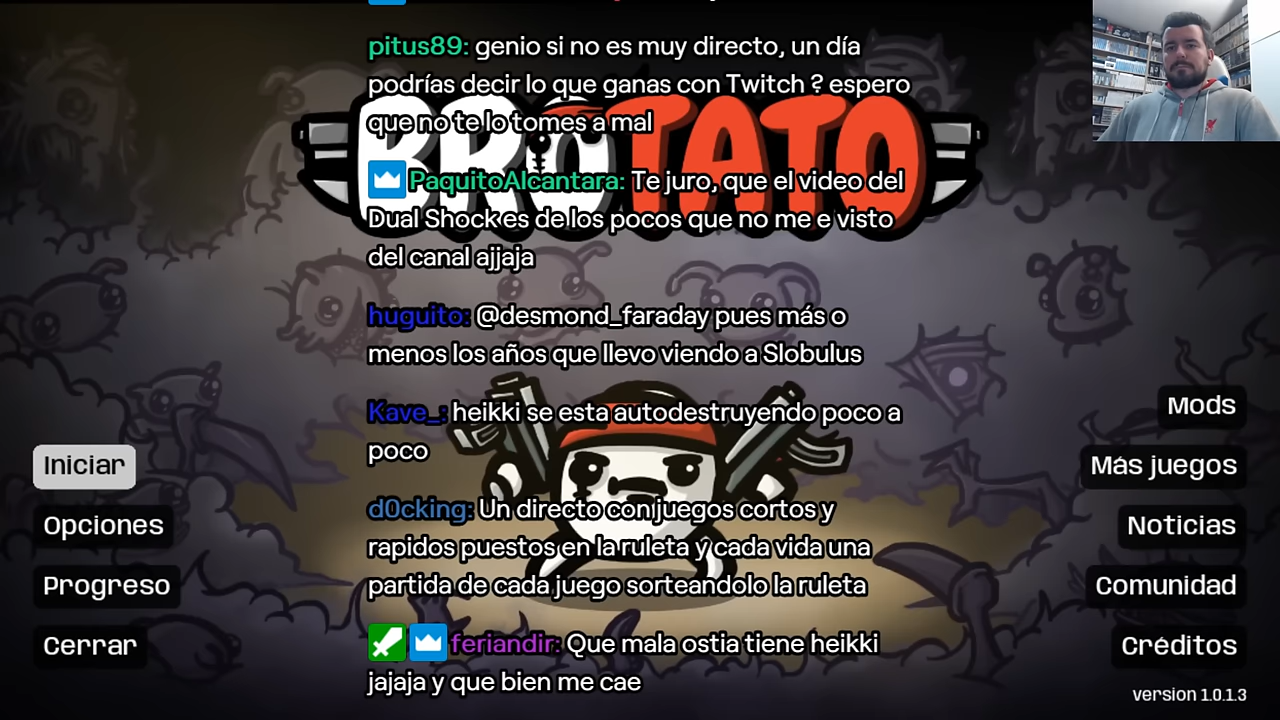 pitus89: genio si no es muy directo, un día
podrías decir lo que ganas con Twitch ? espero
que no te lo tomes a mal
BROTATO
PaquitoAlcantara: Te juro, que el video del
Dual Shock es de los pocos que no me e visto
del canal ajjaja
huguito: @desmond_faraday pues más o
menos los años que llevo viendo a Slobulus
Kave_: heikki se esta autodestruyendo poco a
poco
d0cking: Un directo con juegos cortos y
rapidos puestos en la ruleta y cada vida una
partida de cada juego sorteandolo la ruleta
feriandir: Que mala ostia tiene heikki
jajaja y que bien me cae
Iniciar
Opciones
Progreso
Cerrar
Mods
Más juegos
Noticias
Comunidad
Créditos
version 1.0.1.3